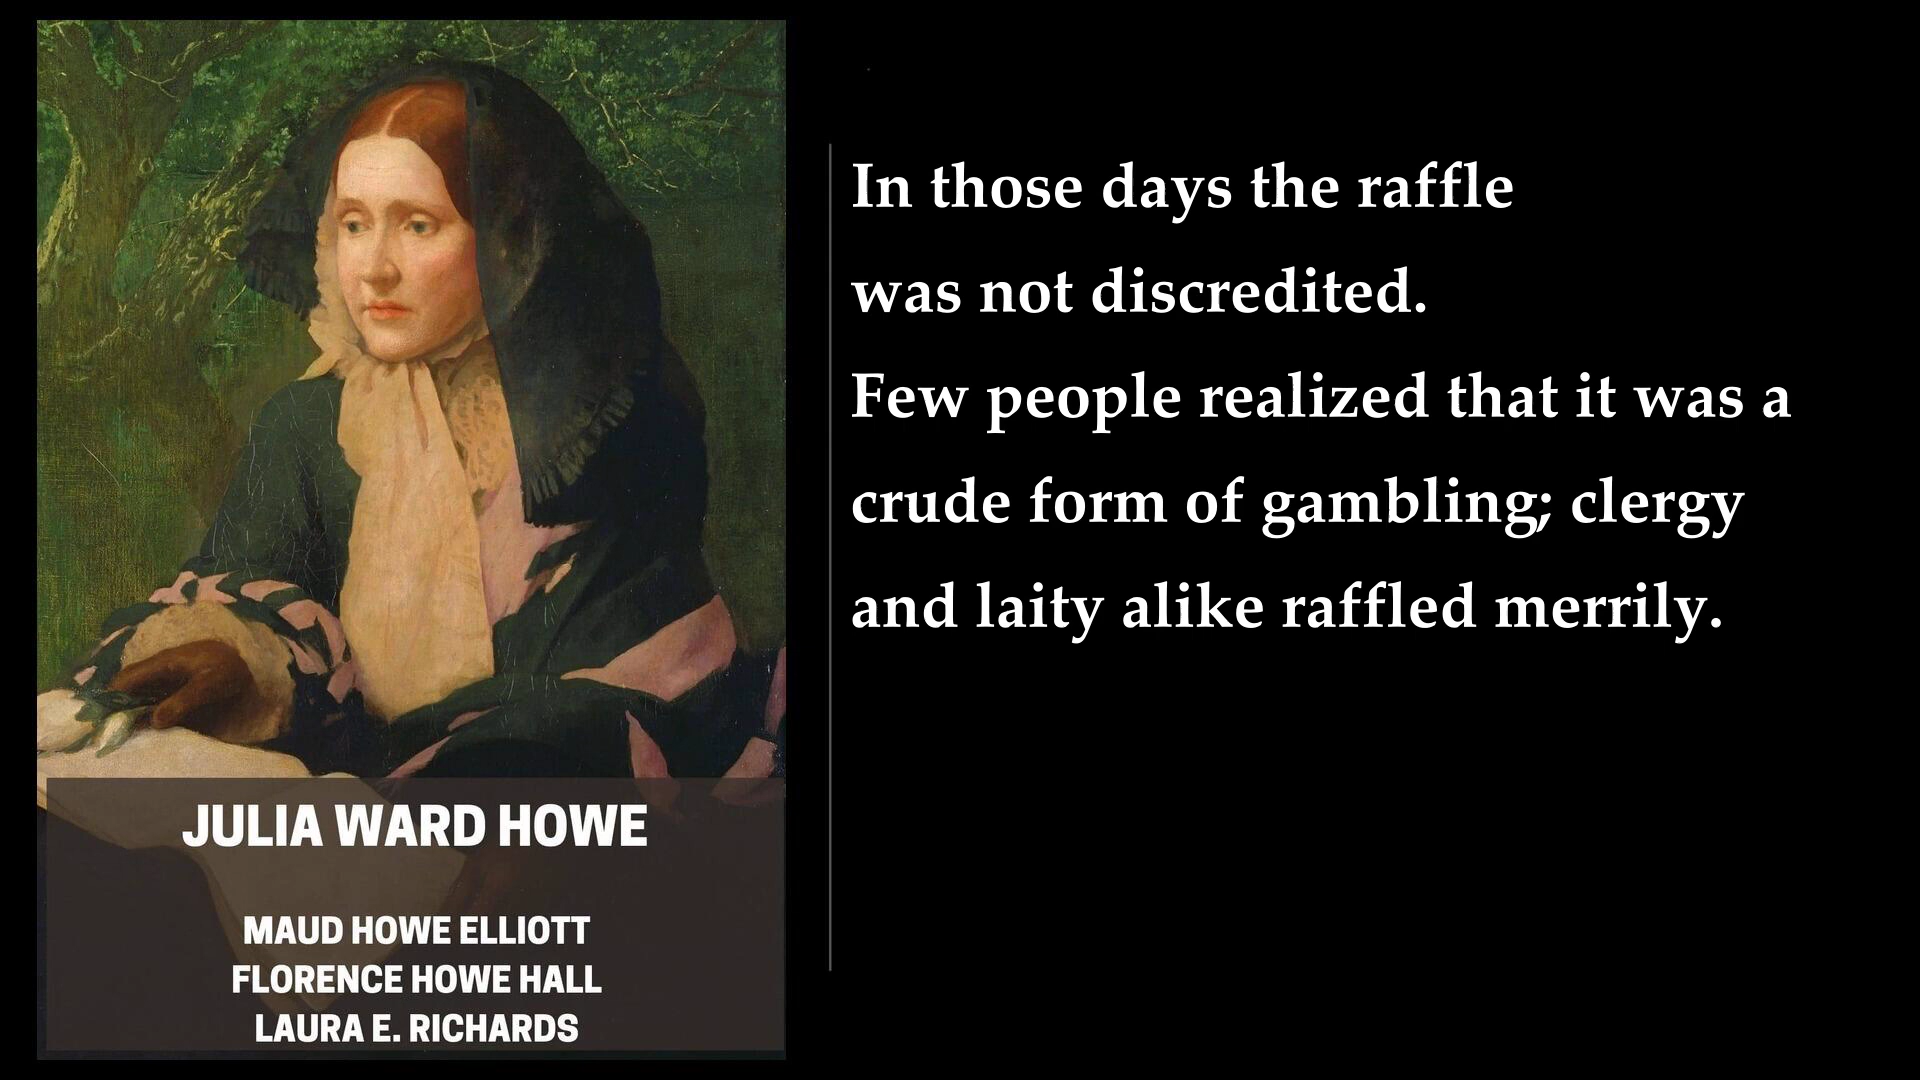 In those days the raffle
was not discredited.
Few people realized that it was a
crude form of gambling; clergy
and laity alike raffled merrily.
JULIA WARD HOWE
MAUD HOWE ELLIOTT
FLORENCE HOWE HALL
LAURA E. RICHARDS